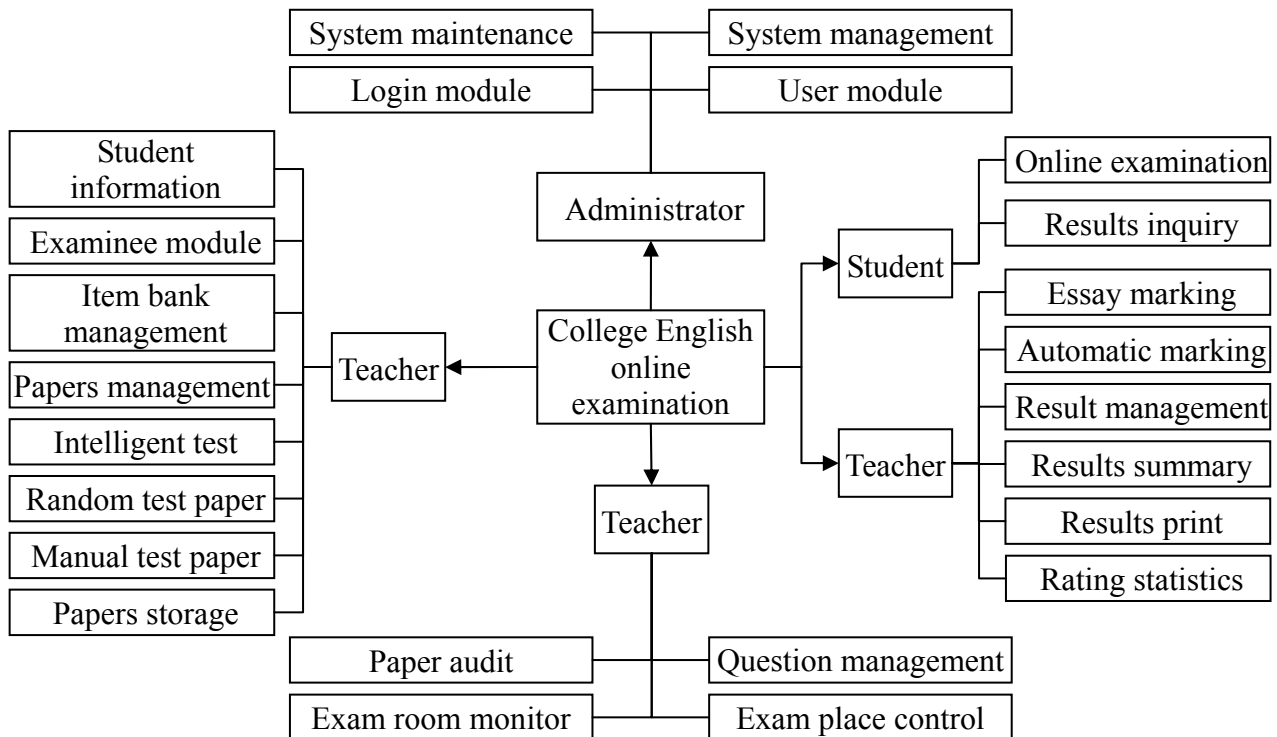 System maintenance
System management
Login module
User module
Student
information
Examinee module
Item bank
management
Papers management
Intelligent test
Random test paper
Manual test paper
Papers storage
Teacher
Administrator
College English
online
examination
Teacher
Student
Teacher
Online examination
Results inquiry
Essay marking
Automatic marking
Result management
Results summary
Results print
Rating statistics
Paper audit
Question management
Exam room monitor
Exam place control